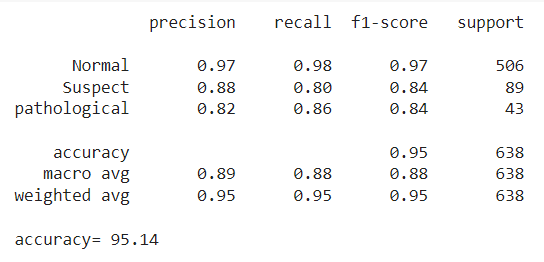 precision recall f1-score support
Normal 0.97 0.98 0.97 506
Suspect 0.88 0.80 0.84 89
pathological 0.82 0.86 0.84 43
accuracy 0.95 638
macro avg 0.89 0.88 0.88 638
weighted avg 0.95 0.95 0.95 638
accuracy= 95.14